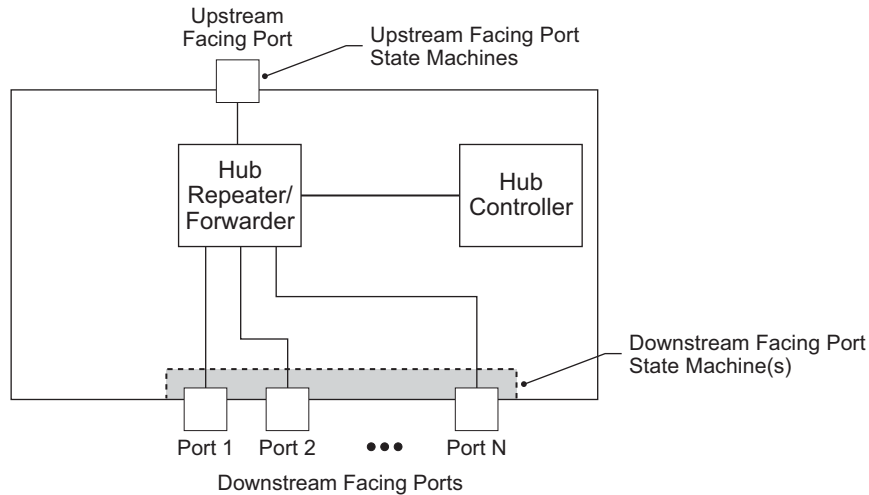 Upstream
Facing Port
Upstream Facing Port
State Machines
Hub
Repeater/
Forwarder
Hub
Controller
Downstream Facing Port
State Machine(s)
Port 1
Port 2
•••
Port N
Downstream Facing Ports